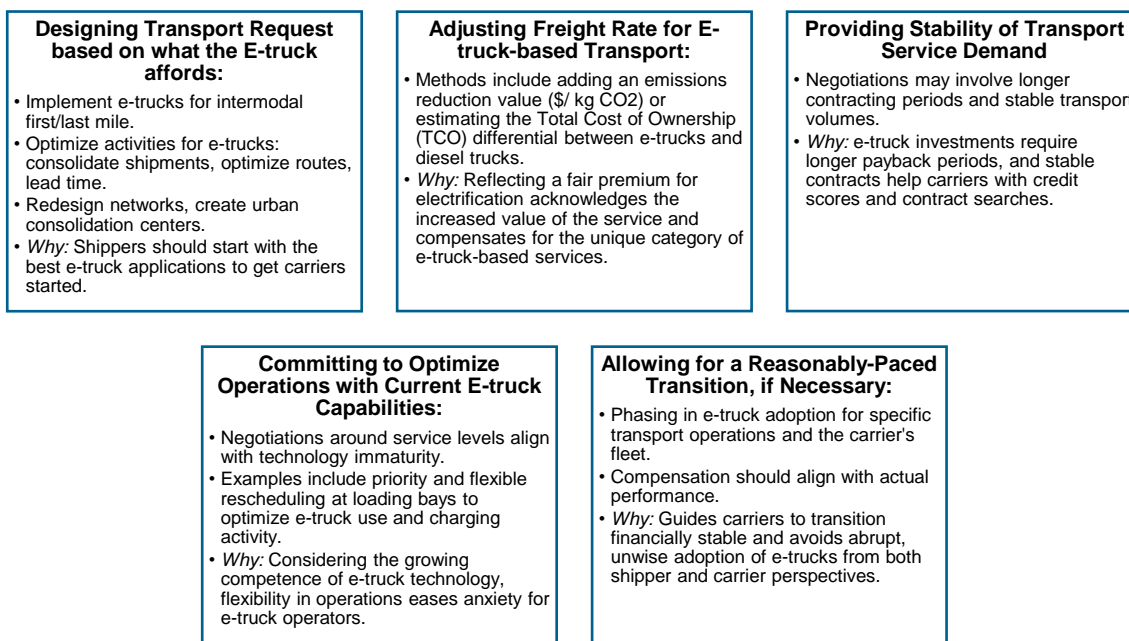 Designing Transport Request
based on what the E-truck
affords:
• Implement e-trucks for intermodal
first/last mile.
• Optimize activities for e-trucks:
consolidate shipments, optimize routes,
lead time.
• Redesign networks, create urban
consolidation centers.
• Why: Shippers should start with the
best e-truck applications to get carriers
started.
Adjusting Freight Rate for E-
truck-based Transport:
• Methods include adding an emissions
reduction value ($/ kg CO2) or
estimating the Total Cost of Ownership
(TCO) differential between e-trucks and
diesel trucks.
• Why: Reflecting a fair premium for
electrification acknowledges the
increased value of the service and
compensates for the unique category of
e-truck-based services.
Providing Stability of Transport
Service Demand
• Negotiations may involve longer
contracting periods and stable transport
volumes.
• Why: e-truck investments require
longer payback periods, and stable
contracts help carriers with credit
scores and contract searches.
Committing to Optimize
Operations with Current E-truck
Capabilities:
• Negotiations around service levels align
with technology immaturity.
• Examples include priority and flexible
rescheduling at loading bays to
optimize e-truck use and charging
activity.
• Why: Considering the growing
competence of e-truck technology,
flexibility in operations eases anxiety for
e-truck operators.
Allowing for a Reasonably-Paced
Transition, if Necessary:
• Phasing in e-truck adoption for specific
transport operations and the carrier's
fleet.
• Compensation should align with actual
performance.
• Why: Guides carriers to transition
financially stable and avoids abrupt,
unwise adoption of e-trucks from both
shipper and carrier perspectives.